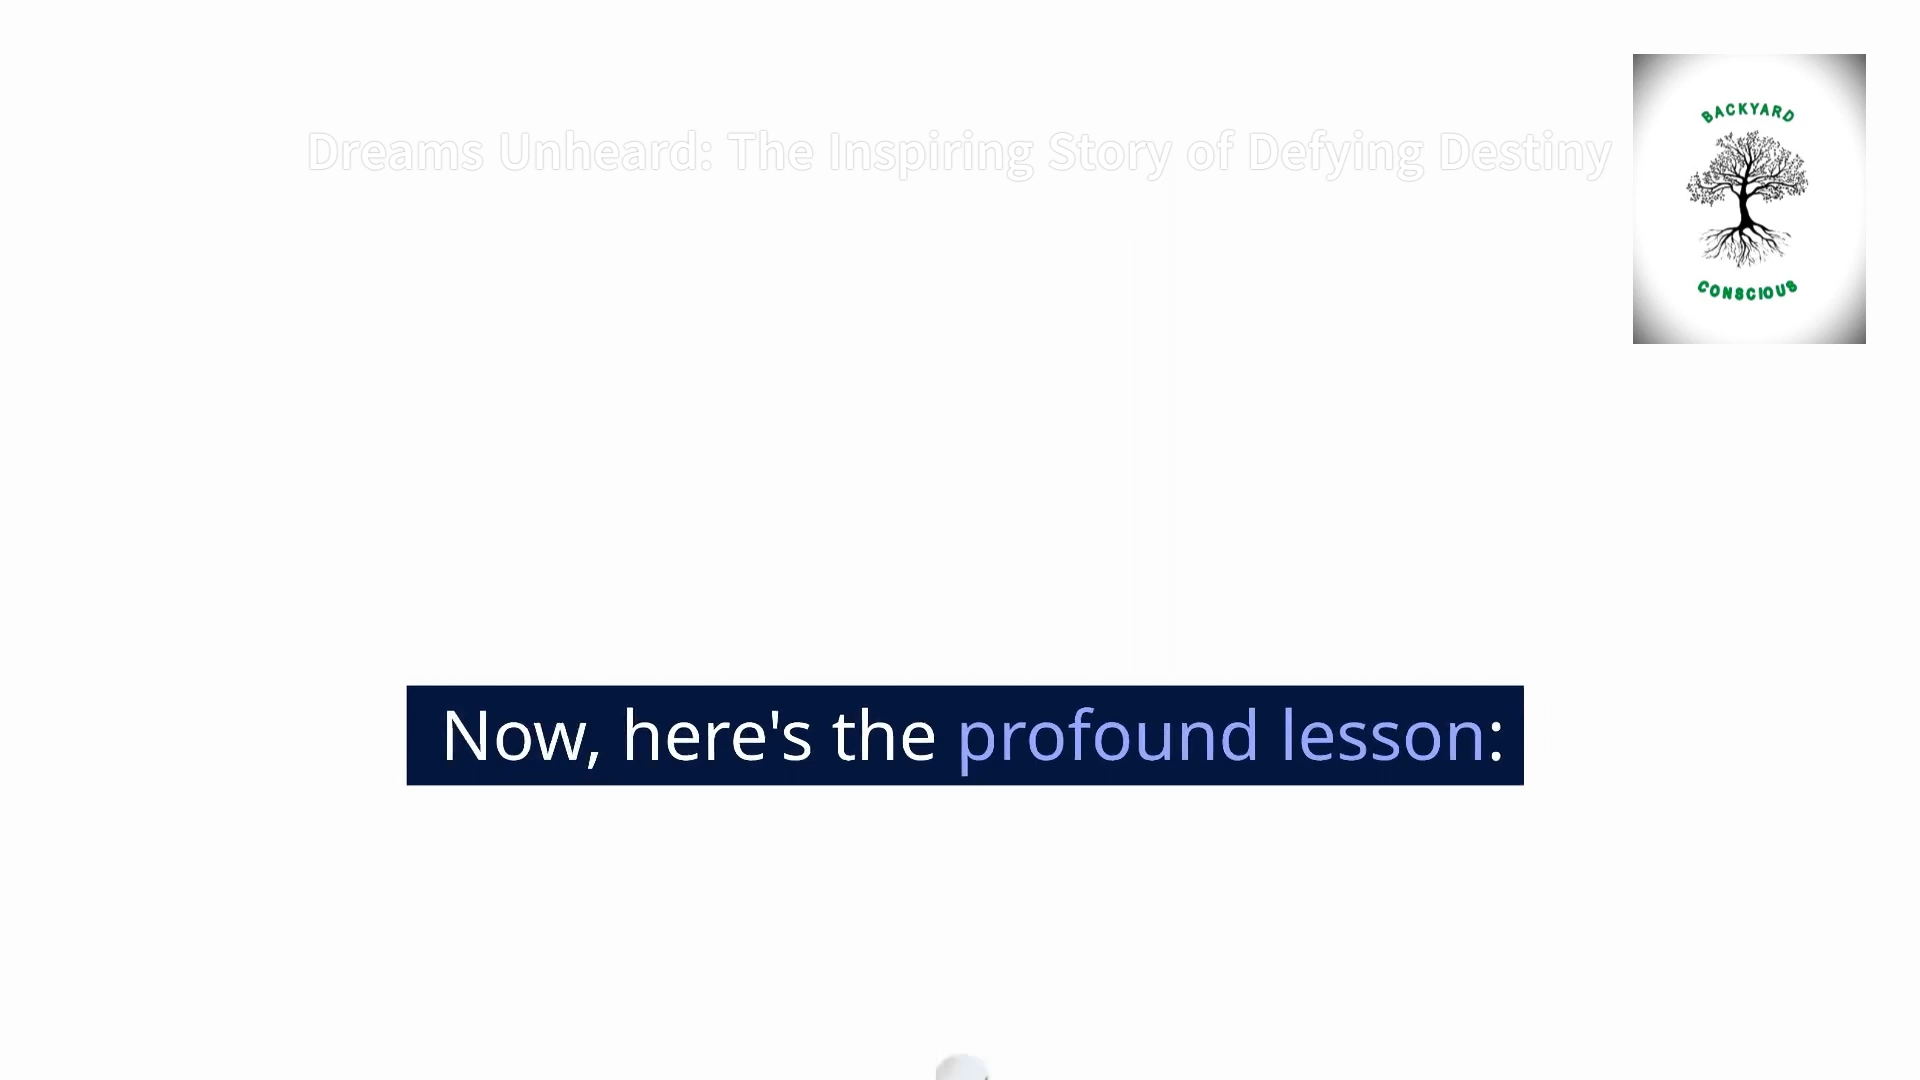 Dreams Unheard: The Inspiring Story of Defying Destiny
BACKYARD
CONSCIOUS
Now, here's the profound lesson: